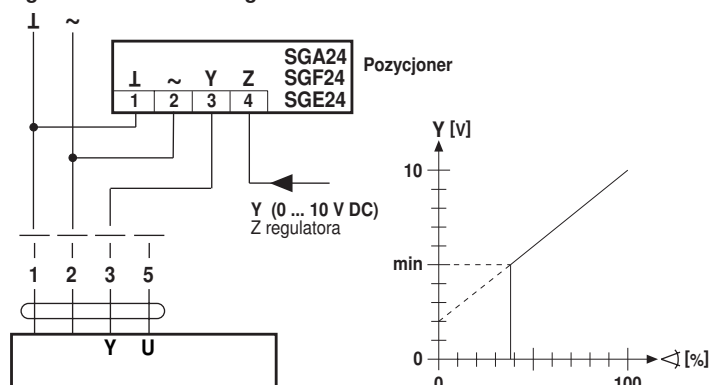 ⊥ ~
SGA24
SGF24
SGE24
Pozycjoner
⊥ ~ Y Z
1 2 3 4
Y (0 ... 10 V DC)
Z regulatora
1 2 3 5
Y U
Y [V]
10
min
0
0 100
[%]